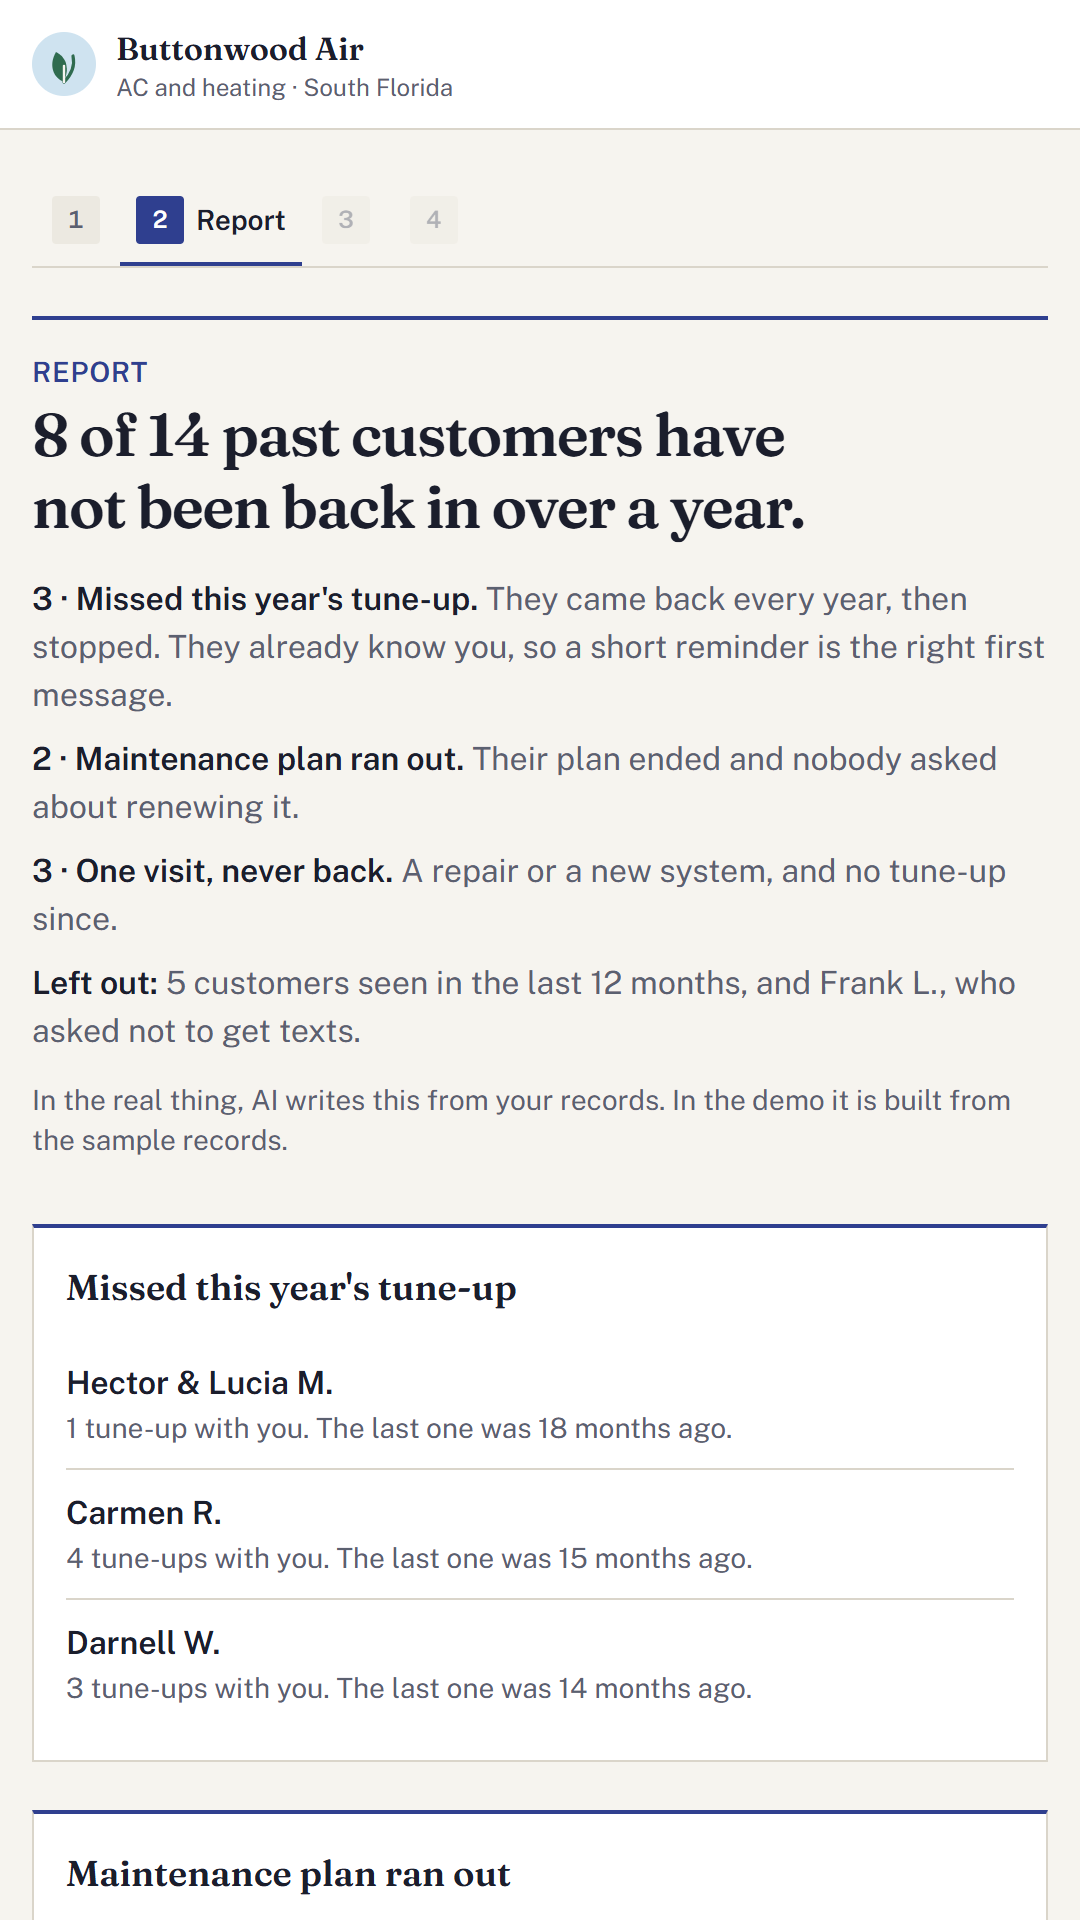 Buttonwood Air
AC and heating · South Florida
1
2 Report
3
4
REPORT
8 of 14 past customers have
not been back in over a year.
3 · Missed this year's tune-up. They came back every year, then
stopped. They already know you, so a short reminder is the right first
message.
2 · Maintenance plan ran out. Their plan ended and nobody asked
about renewing it.
3 · One visit, never back. A repair or a new system, and no tune-up
since.
Left out: 5 customers seen in the last 12 months, and Frank L., who
asked not to get texts.
In the real thing, AI writes this from your records. In the demo it is built from
the sample records.
Missed this year's tune-up
Hector & Lucia M.
1 tune-up with you. The last one was 18 months ago.
Carmen R.
4 tune-ups with you. The last one was 15 months ago.
Darnell W.
3 tune-ups with you. The last one was 14 months ago.
Maintenance plan ran out